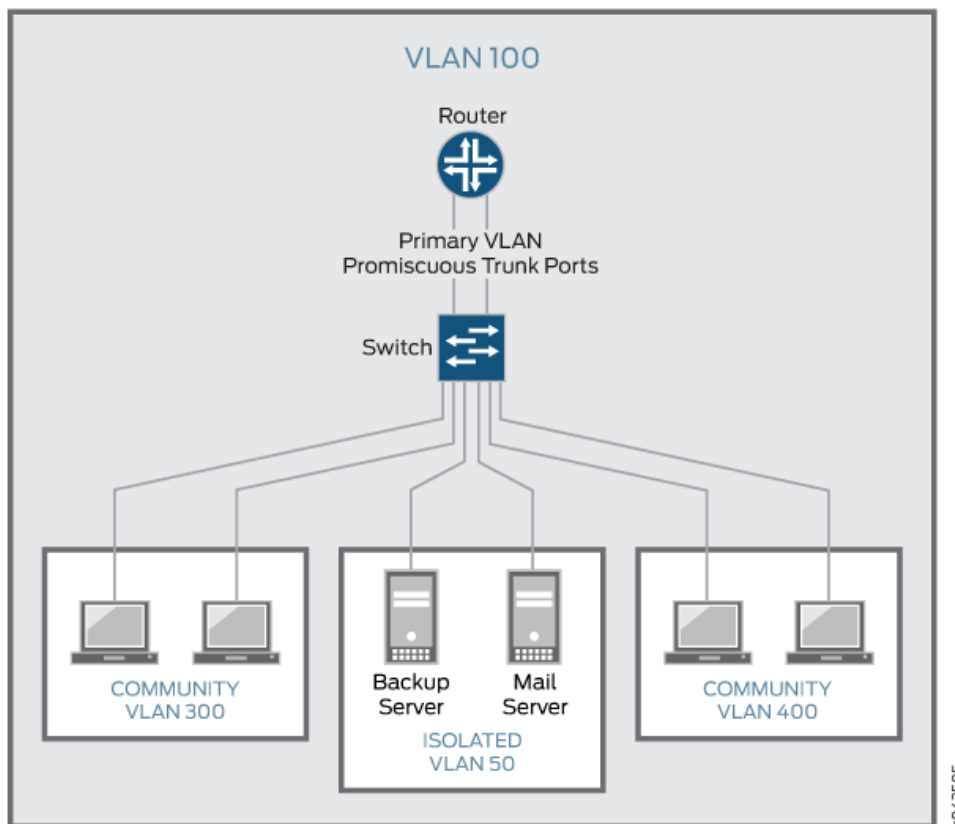 VLAN 100
Router
Primary VLAN
Promiscuous Trunk Ports
Switch
COMMUNITY
VLAN 300
Backup
Server
Mail
Server
ISOLATED
VLAN 50
COMMUNITY
VLAN 400